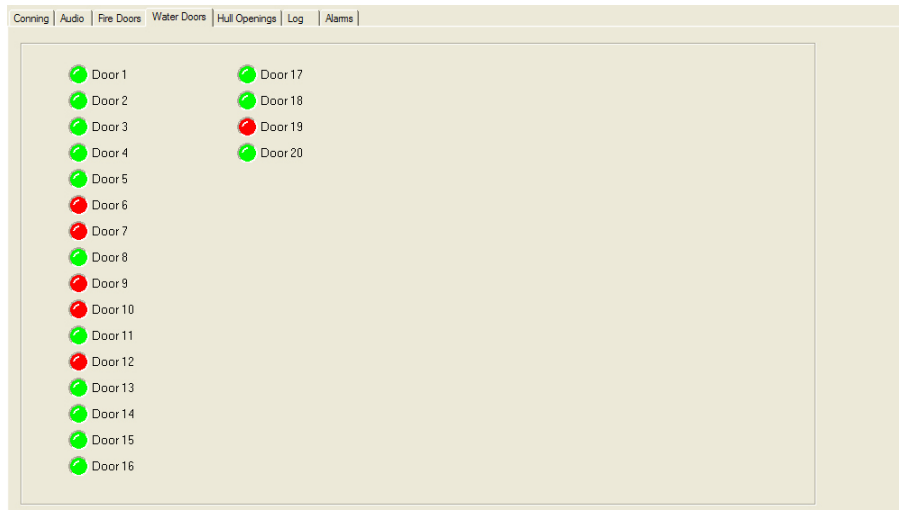 Conning Audio Fire Doors Water Doors Hull Openings Log Alarms
Door 1
Door 2
Door 3
Door 4
Door 5
Door 6
Door 7
Door 8
Door 9
Door 10
Door 11
Door 12
Door 13
Door 14
Door 15
Door 16
Door 17
Door 18
Door 19
Door 20